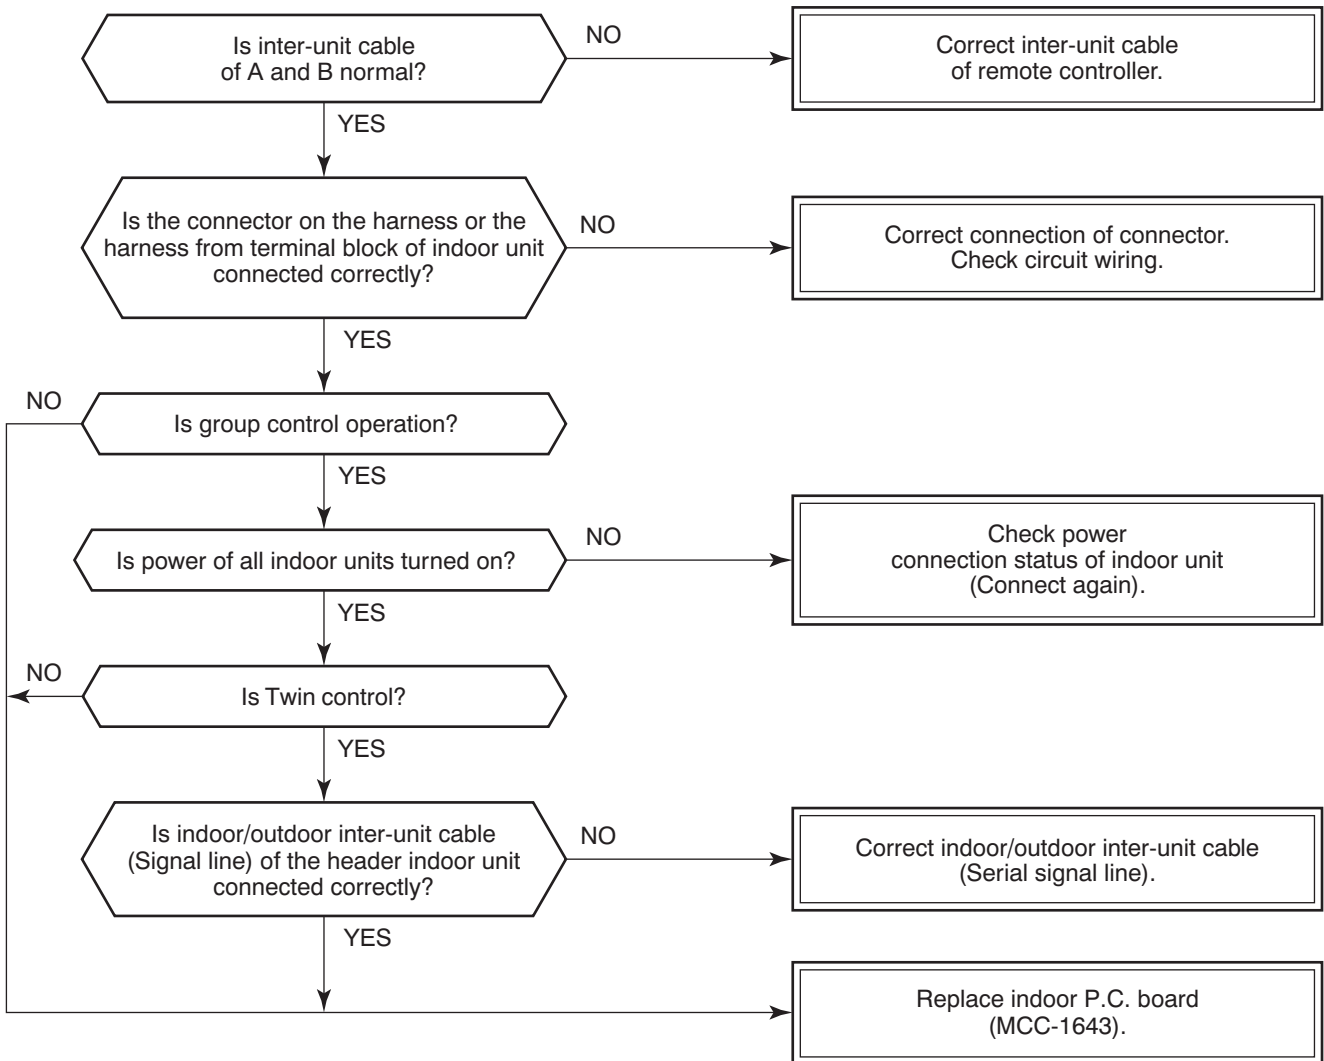 Is inter-unit cable
of A and B normal?
NO
Correct inter-unit cable
of remote controller.
YES
Is the connector on the harness or the
harness from terminal block of indoor unit
connected correctly?
NO
Correct connection of connector.
Check circuit wiring.
YES
NO
Is group control operation?
YES
Is power of all indoor units turned on?
NO
Check power
connection status of indoor unit
(Connect again).
YES
NO
Is Twin control?
YES
Is indoor/outdoor inter-unit cable
(Signal line) of the header indoor unit
connected correctly?
NO
Correct indoor/outdoor inter-unit cable
(Serial signal line).
YES
Replace indoor P.C. board
(MCC-1643).